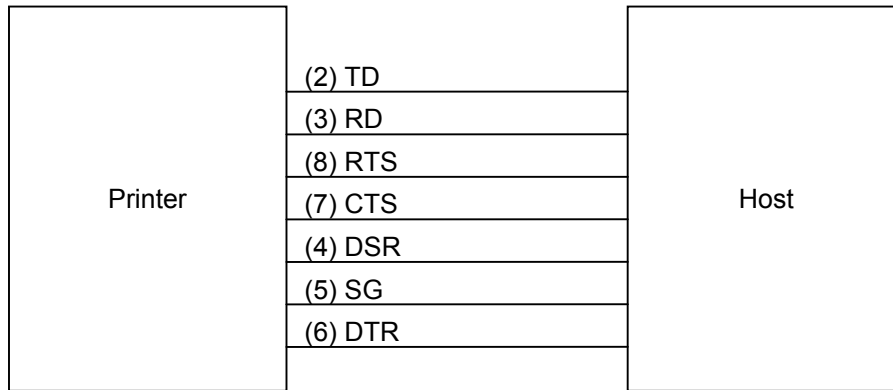 (2) TD
(3) RD
(8) RTS
Printer
(7) CTS
Host
(4) DSR
(5) SG
(6) DTR